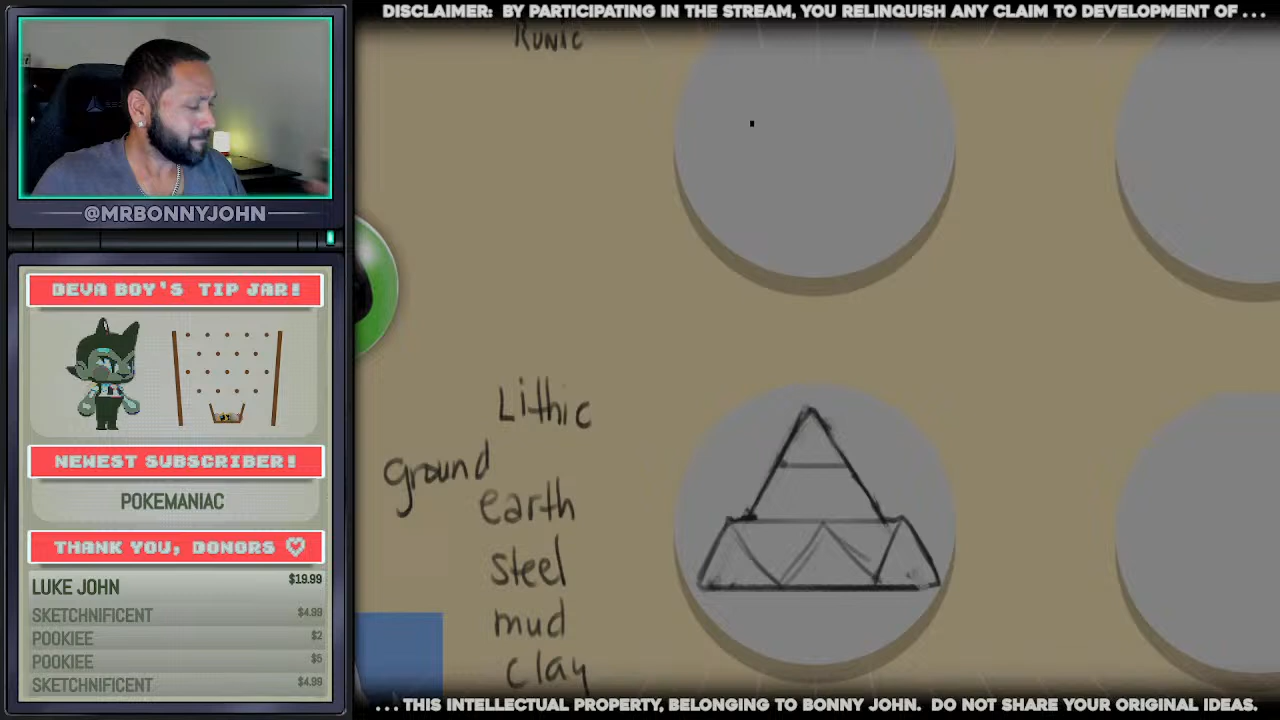 DISCLAIMER: BY PARTICIPATING IN THE STREAM, YOU RELINQUISH ANY CLAIM TO DEVELOPMENT OF . . .
Runic
@MRBONNYJOHN
DEVA BOY'S TIP JAR!
NEWEST SUBSCRIBER!
POKEMANIAC
THANK YOU, DONORS ♡
LUKE JOHN $19.99
SKETCHNIFICENT $4.99
POOKIEE $2
POOKIEE $5
SKETCHNIFICENT $4.99
Lithic
ground
earth
steel
mud
clay
. . . THIS INTELLECTUAL PROPERTY, BELONGING TO BONNY JOHN. DO NOT SHARE YOUR ORIGINAL IDEAS.